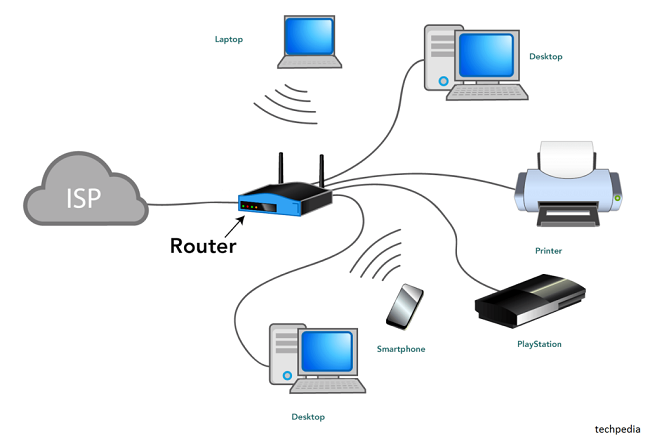 Laptop
Desktop
ISP
Router
Printer
Smartphone
PlayStation
Desktop
techpedia